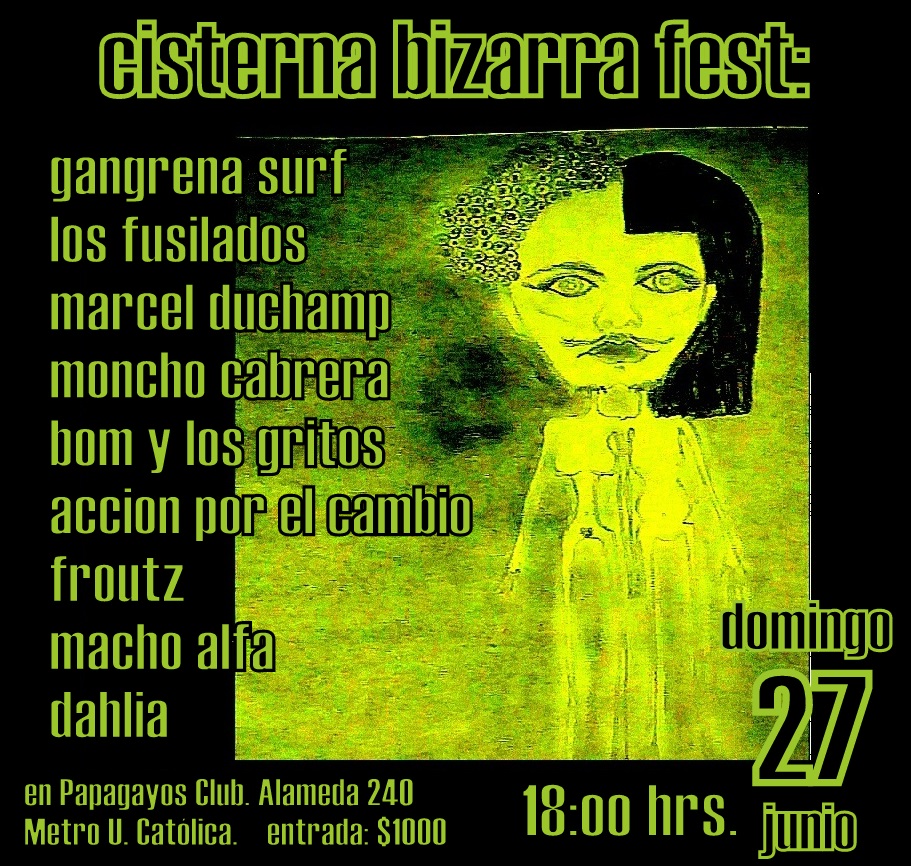 cisterna bizarra fest:
gangrena surf
los fusilados
marcel duchamp
moncho cabrera
bom y los gritos
accion por el cambio
froutz
macho alfa
dahlia
domingo
27
junio
18:00 hrs.
en Papagayos Club. Alameda 240
Metro U. Católica. entrada: $1000